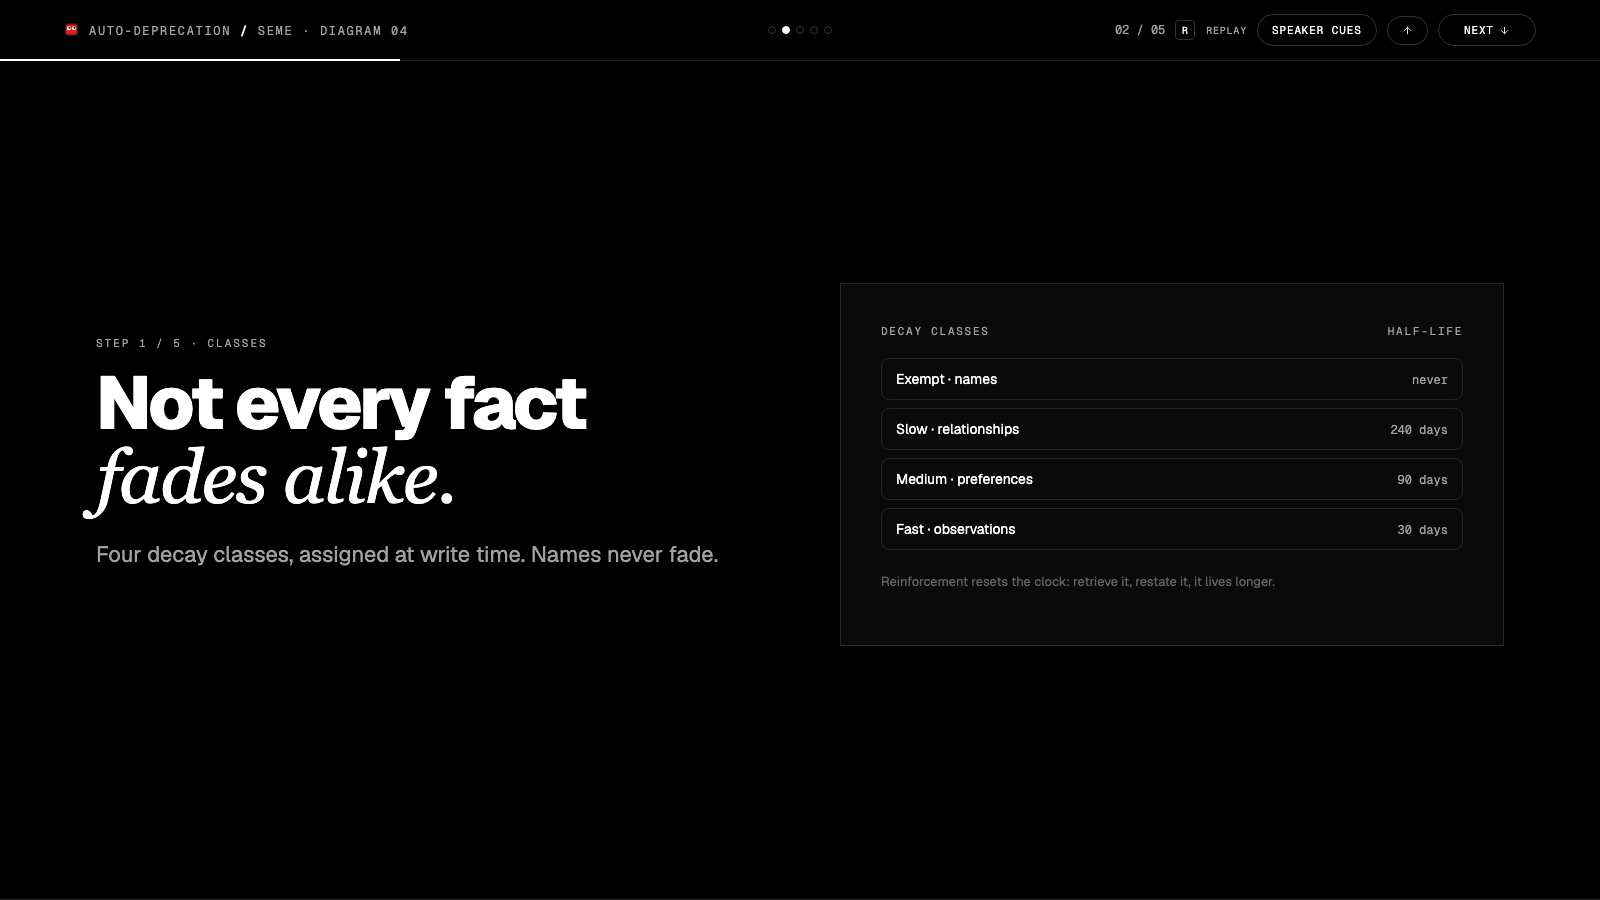 AUTO-DEPRECATION / SEME · DIAGRAM 04
02 / 05 R REPLAY SPEAKER CUES ↑ NEXT ↓
STEP 1 / 5 · CLASSES
Not every fact
fades alike.
Four decay classes, assigned at write time. Names never fade.
DECAY CLASSES HALF-LIFE
Exempt · names never
Slow · relationships 240 days
Medium · preferences 90 days
Fast · observations 30 days
Reinforcement resets the clock: retrieve it, restate it, it lives longer.